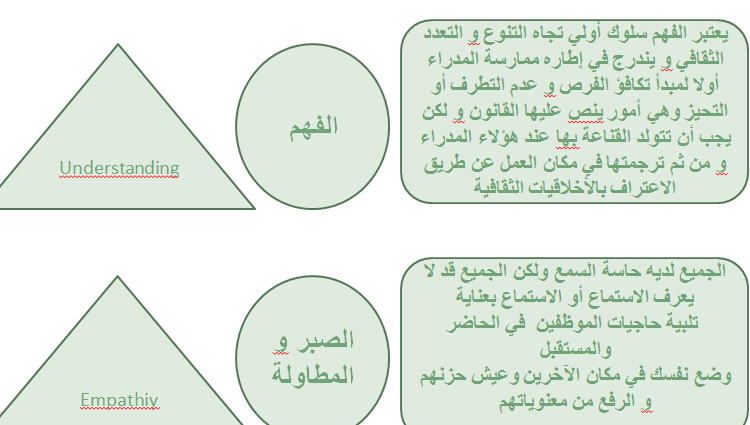 يعتبر الفهم سلوك أولي تجاه التنوع و التعدد
الثقافي و يندرج في إطاره ممارسة المدراء
أولا لمبدأ تكافؤ الفرص و عدم التطرف أو
التحيز وهي أمور ينص عليها القانون و لكن
يجب أن تتولد القناعة بها عند هؤلاء المدراء
و من ثم ترجمتها في مكان العمل عن طريق
الاعتراف بالأخلاقيات الثقافية
الفهم
Understanding
الجميع لديه حاسة السمع ولكن الجميع قد لا
يعرف الاستماع أو الاستماع بعناية
تلبية حاجيات الموظفين في الحاضر
والمستقبل
وضع نفسك في مكان الآخرين وعيش حزنهم
و الرفع من معنوياتهم
الصبر و
المطاولة
Empathiy